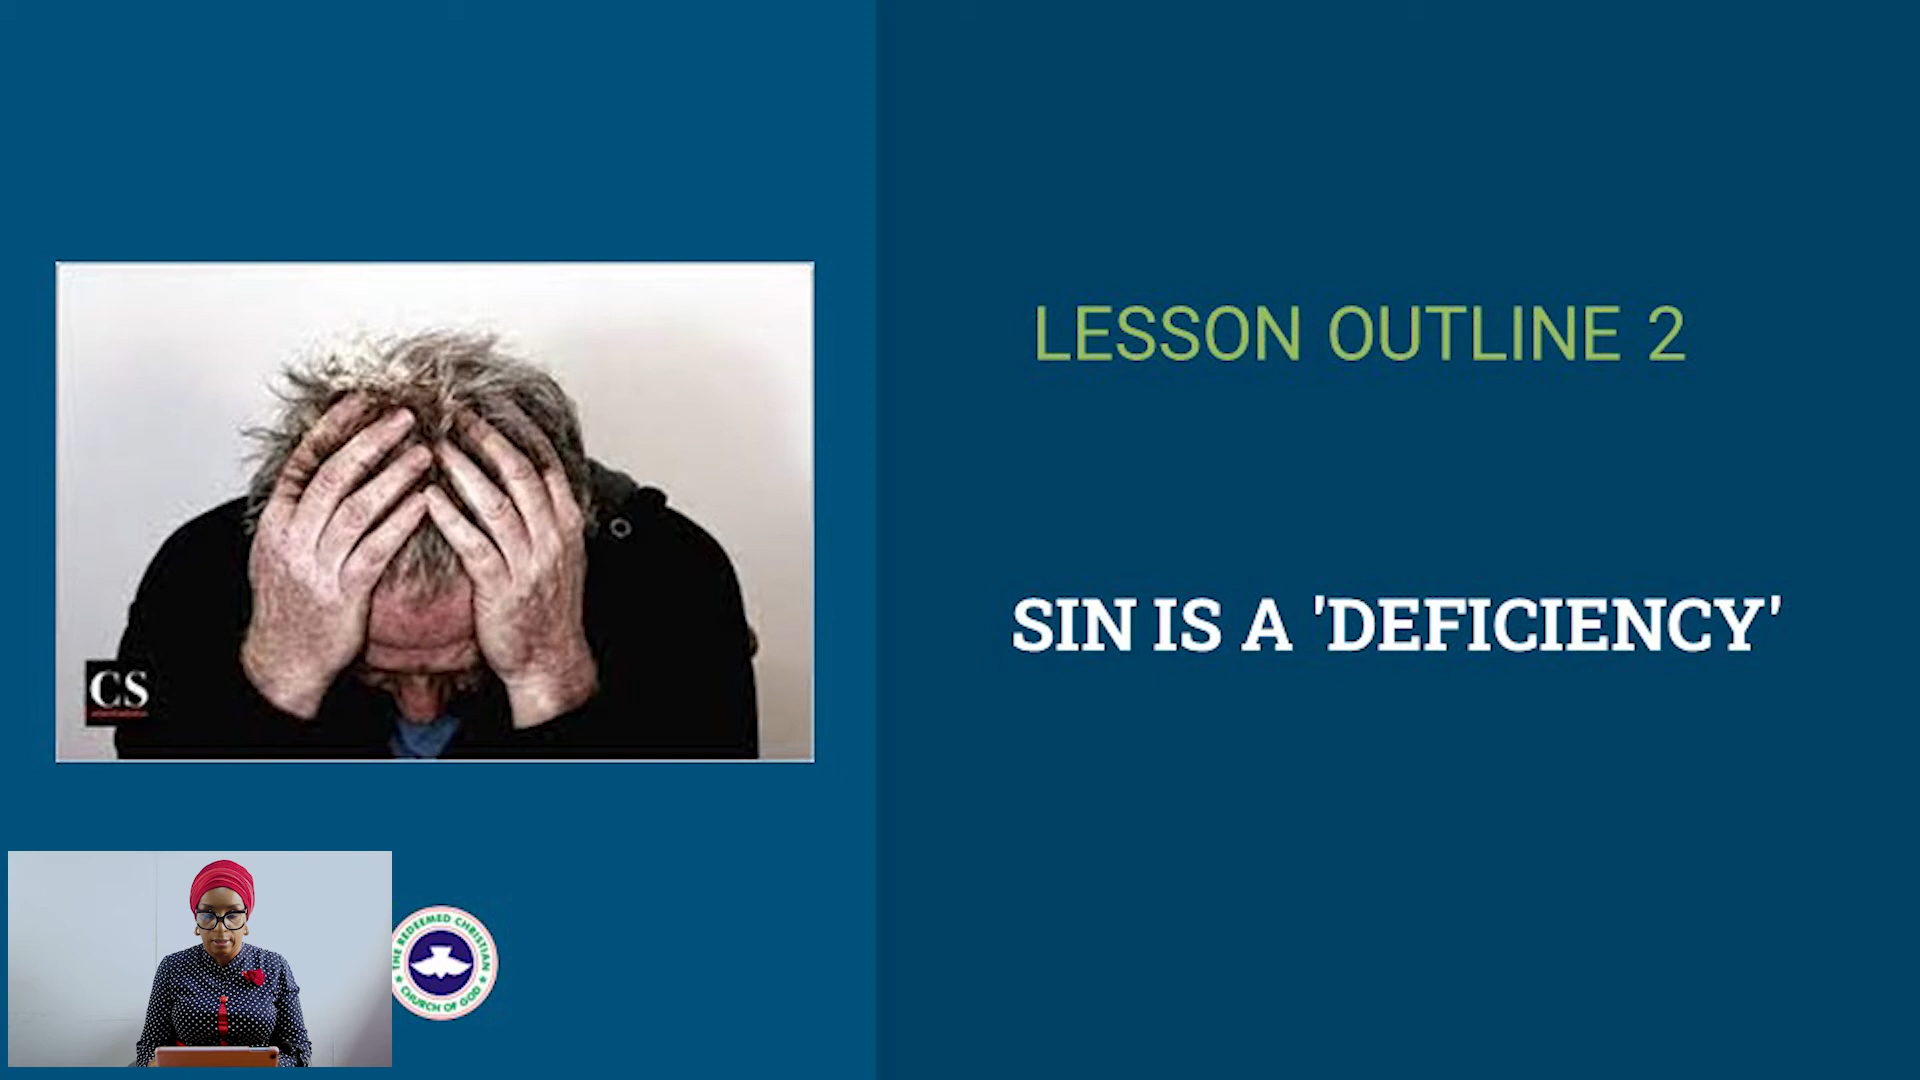 LESSON OUTLINE 2
SIN IS A 'DEFICIENCY'
CS
THE REDEEMED CHRISTIAN
CHURCH OF GOD